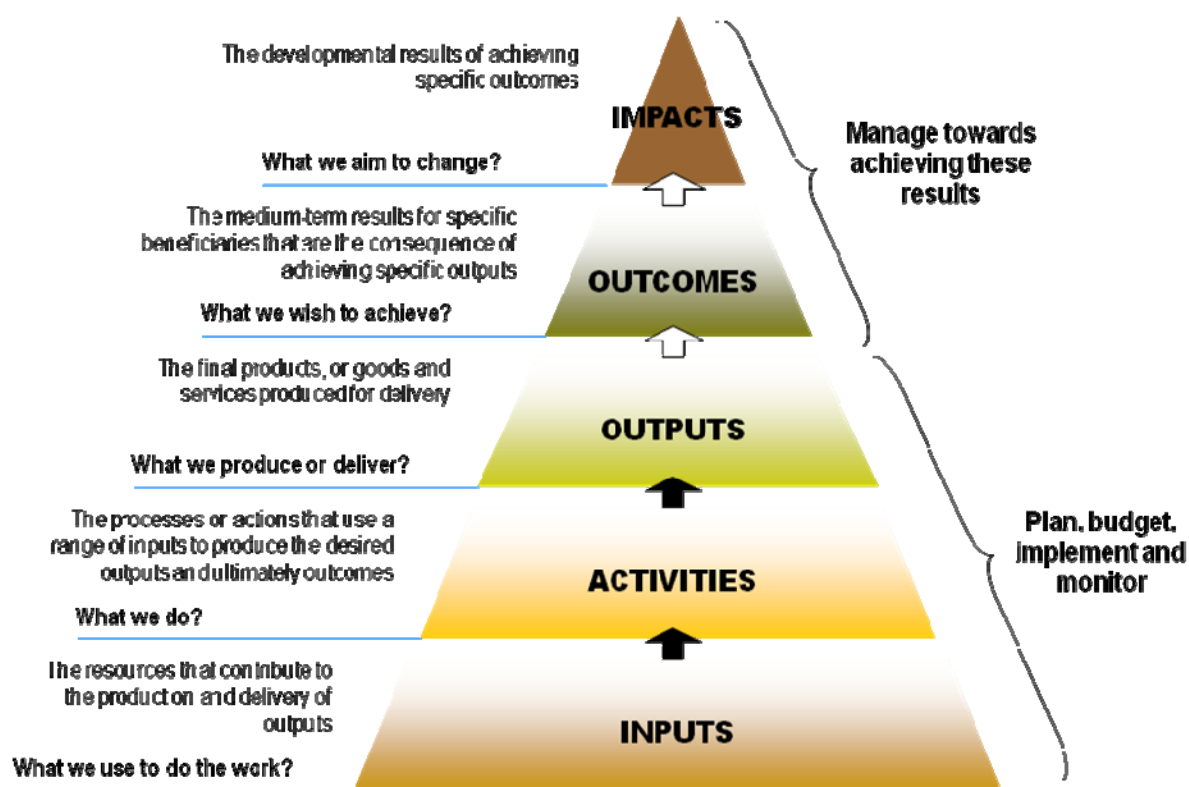 The developmental results of achieving
specific outcomes
IMPACTS
Manage towards
achieving these
results
What we aim to change?
The medium-term results for specific
beneficiaries that are the consequence of
achieving specific outputs
OUTCOMES
What we wish to achieve?
The final products, or goods and
services produced for delivery
OUTPUTS
What we produce or deliver?
The processes or actions that use a
range of inputs to produce the desired
outputs and ultimately outcomes
Plan, budget,
implement and
monitor
ACTIVITIES
What we do?
The resources that contribute to
the production and delivery of
outputs
INPUTS
What we use to do the work?